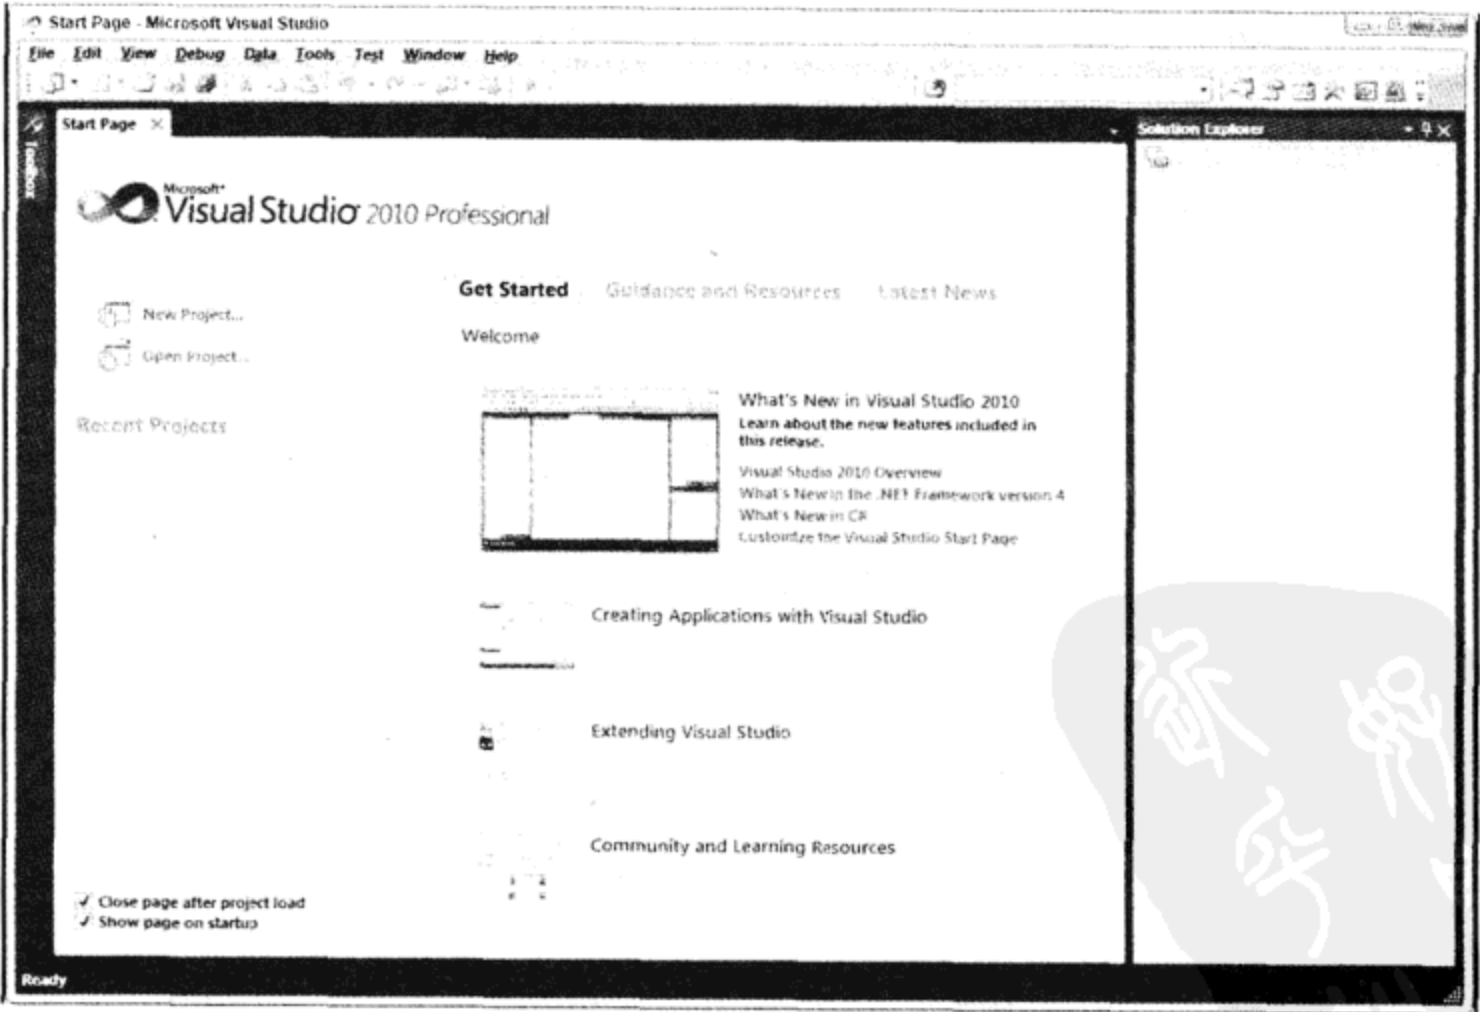 Start Page - Microsoft Visual Studio
File Edit View Debug Data Tools Test Window Help
Toolbox
Start Page
Solution Explorer
Microsoft
Visual Studio 2010 Professional
Get Started Guidance and Resources Latest News
New Project...
Open Project...
Welcome
Recent Projects
What's New in Visual Studio 2010
Learn about the new features included in
this release.
Visual Studio 2010 Overview
What's New in the .NET Framework version 4
What's New in C#
Customize the Visual Studio Start Page
Creating Applications with Visual Studio
Extending Visual Studio
Community and Learning Resources
Close page after project load
Show page on startup
Ready